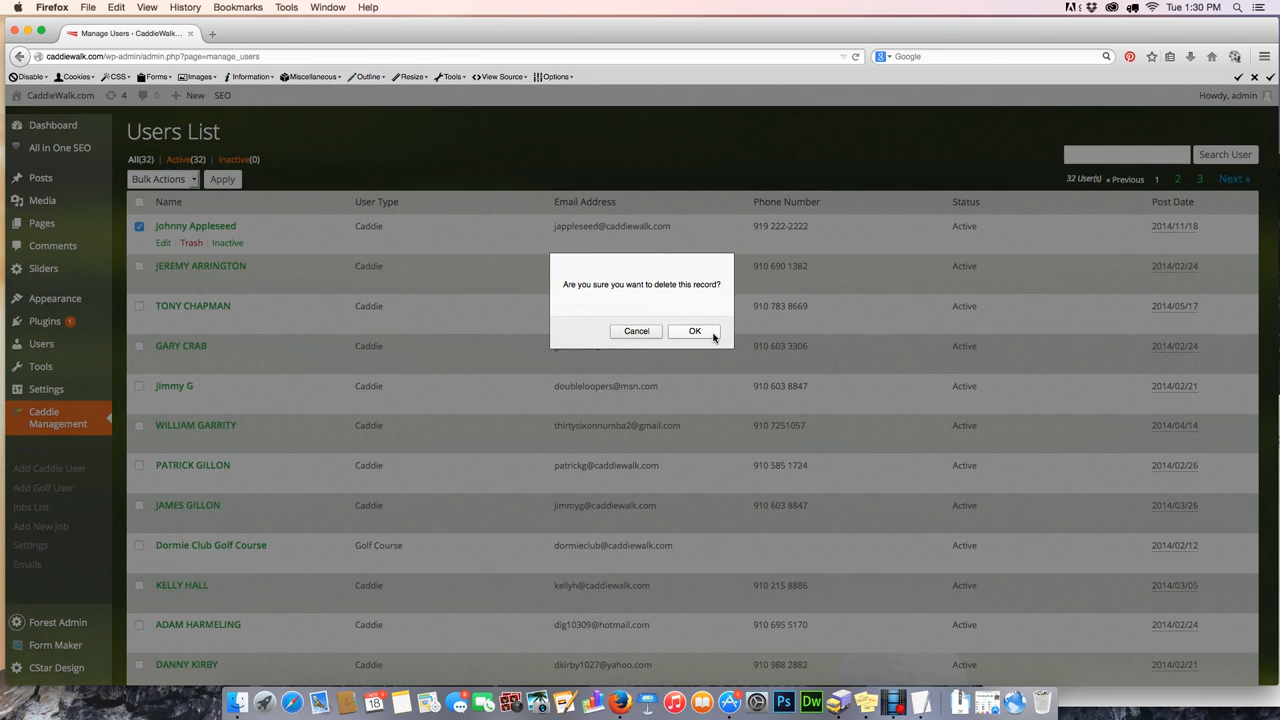 Firefox File Edit View History Bookmarks Tools Window Help Tue 1:30 PM
Manage Users - CaddieWalk...
caddiewalk.com/wp-admin/admin.php?page=manage_users Google
Disable Cookies CSS Forms Images Information Miscellaneous Outline Resize Tools View Source Options
CaddieWalk.com 4 0 New SEO Howdy, admin
Dashboard
All in One SEO
Posts
Media
Pages
Comments
Sliders
Appearance
Plugins 1
Users
Tools
Settings
Caddie
Management
Add Caddie User
Add Golf User
Jobs List
Add New Job
Settings
Emails
Forest Admin
Form Maker
CStar Design
Users List
All(32) | Active(32) | Inactive(0)
Search User
Bulk Actions Apply
32 User(s) « Previous 1 2 3 Next »
Name User Type Email Address Phone Number Status Post Date
Johnny Appleseed Caddie jappleseed@caddiewalk.com 919 222-2222 Active 2014/11/18
Edit | Trash | Inactive
JEREMY ARRINGTON Caddie 910 690 1382 Active 2014/02/24
TONY CHAPMAN Caddie 910 783 8669 Active 2014/05/17
GARY CRAB Caddie 910 603 3306 Active 2014/02/24
Jimmy G Caddie doubleloopers@msn.com 910 603 8847 Active 2014/02/21
WILLIAM GARRITY Caddie thirtysixonnumba2@gmail.com 910 7251057 Active 2014/04/14
PATRICK GILLON Caddie patrickg@caddiewalk.com 910 585 1724 Active 2014/02/26
JAMES GILLON Caddie jimmyg@caddiewalk.com 910 603 8847 Active 2014/03/26
Dormie Club Golf Course Golf Course dormieclub@caddiewalk.com Active 2014/02/12
KELLY HALL Caddie kellyh@caddiewalk.com 910 215 8886 Active 2014/03/05
ADAM HARMELING Caddie dig10309@hotmail.com 910 695 5170 Active 2014/02/24
DANNY KIRBY Caddie dkirby1027@yahoo.com 910 988 2882 Active 2014/02/21
Are you sure you want to delete this record?
Cancel OK
NOV
18
Ps Dw